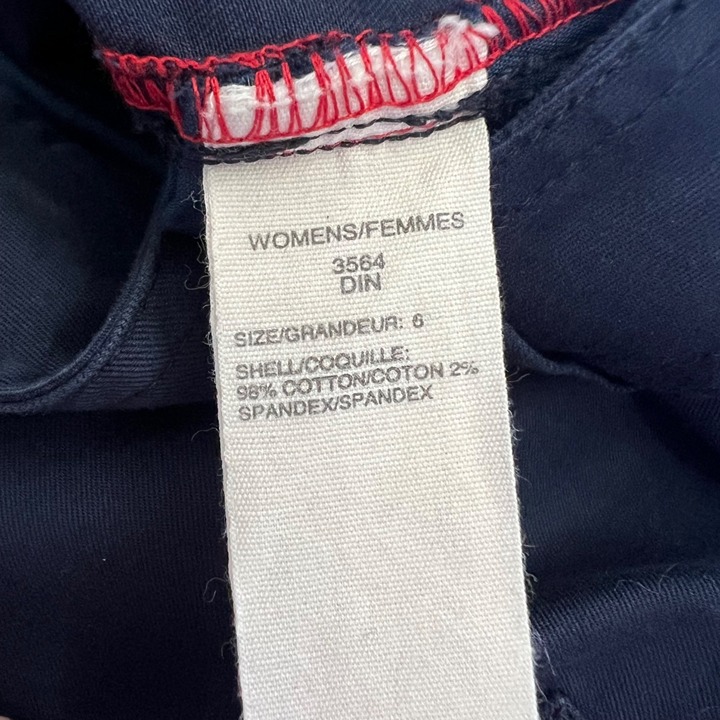 WOMENS/FEMMES
3564
DIN
SIZE/GRANDEUR: 6
SHELL/COQUILLE:
98% COTTON/COTON 2%
SPANDEX/SPANDEX